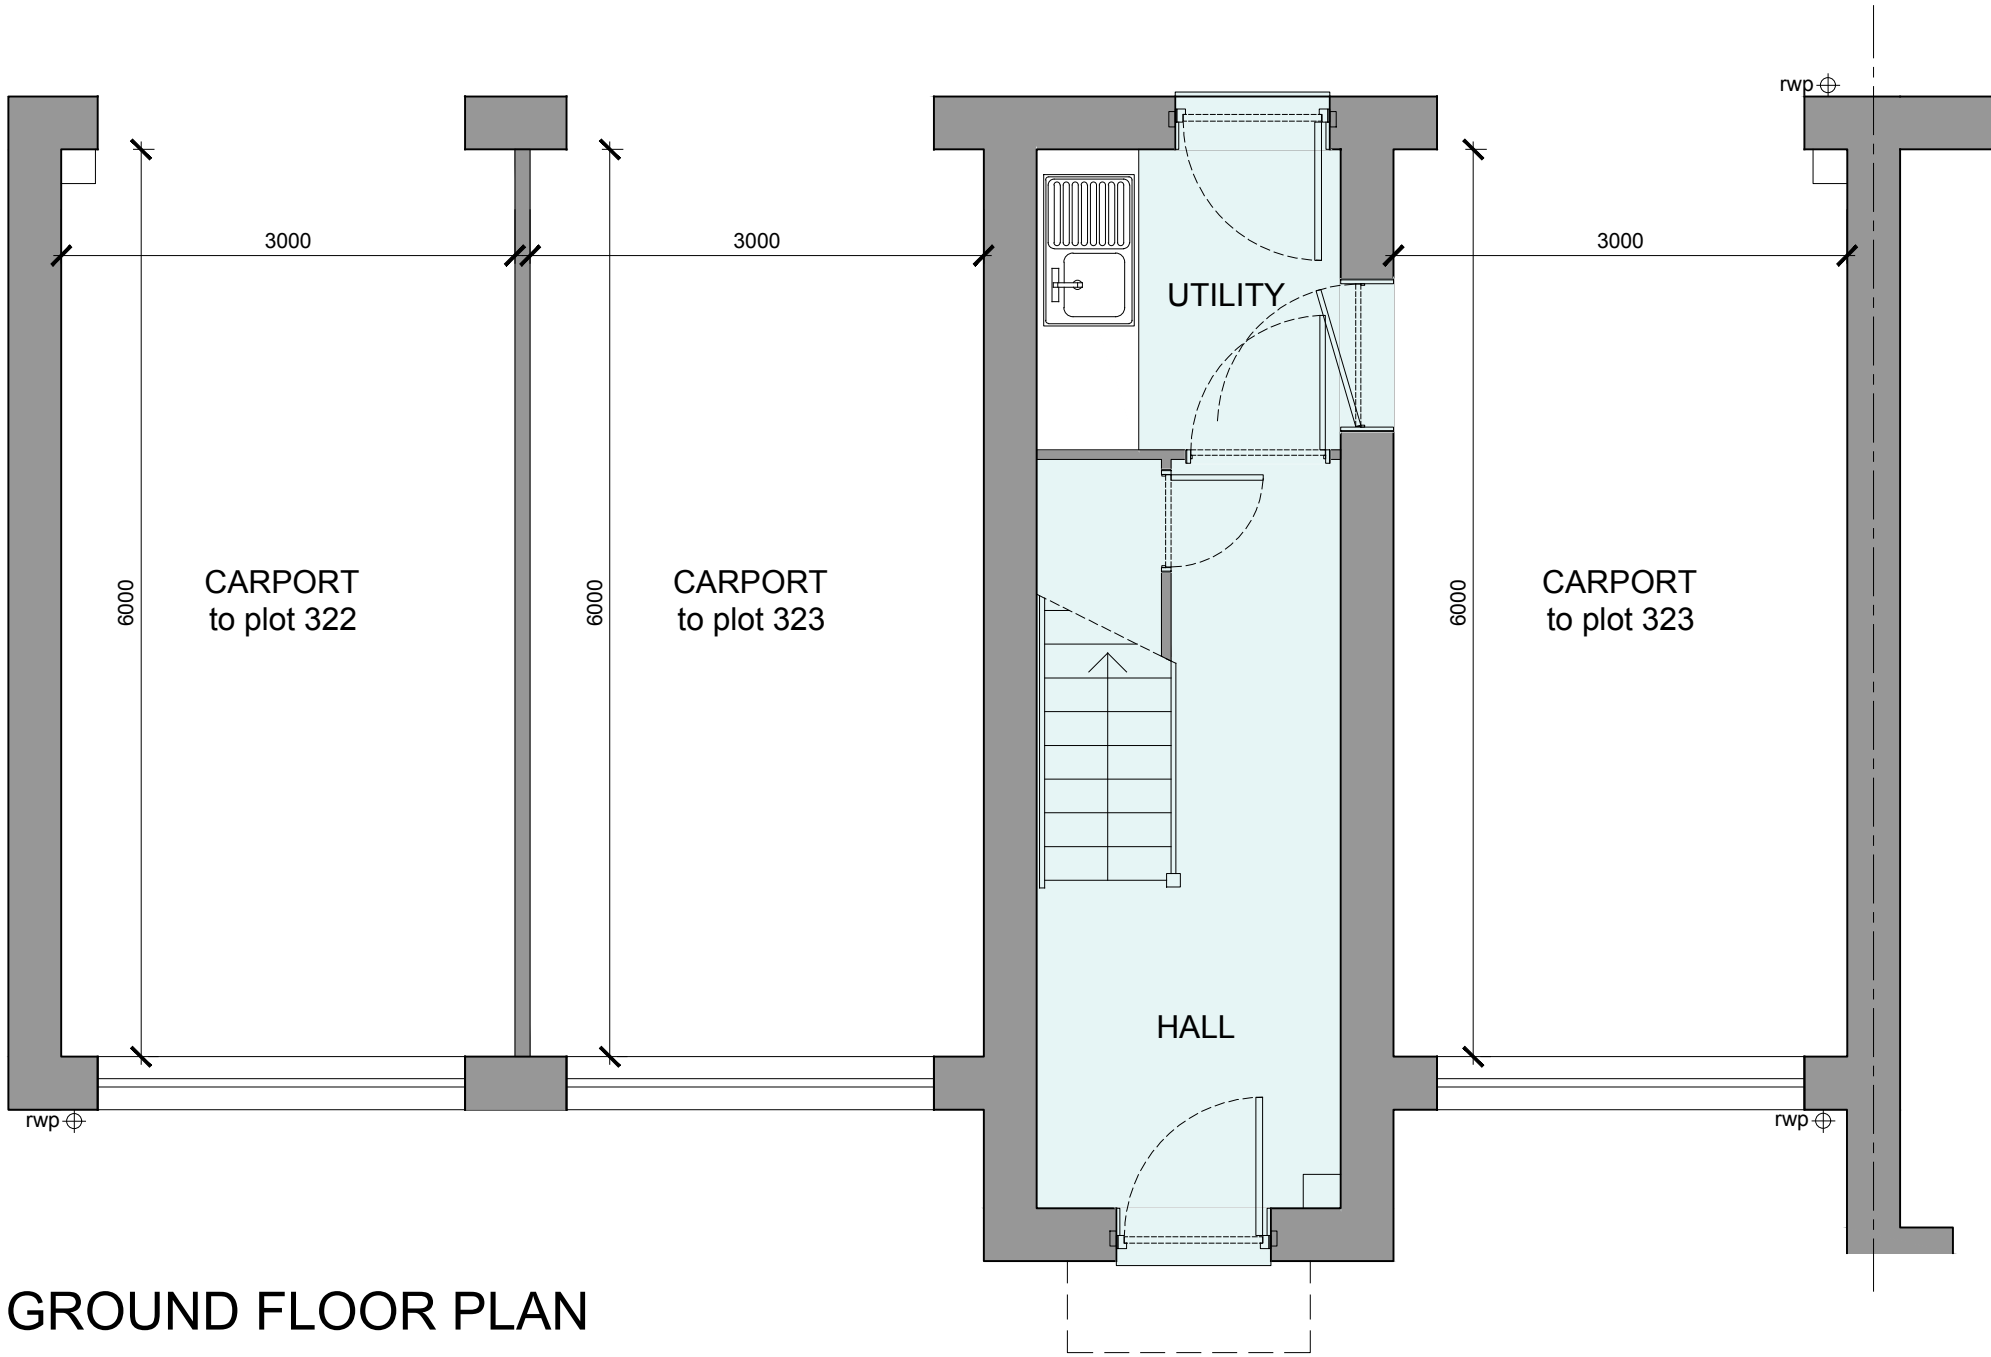 rwp
3000
3000
3000
UTILITY
6000
CARPORT
to plot 322
6000
CARPORT
to plot 323
6000
CARPORT
to plot 323
HALL
rwp
rwp
GROUND FLOOR PLAN